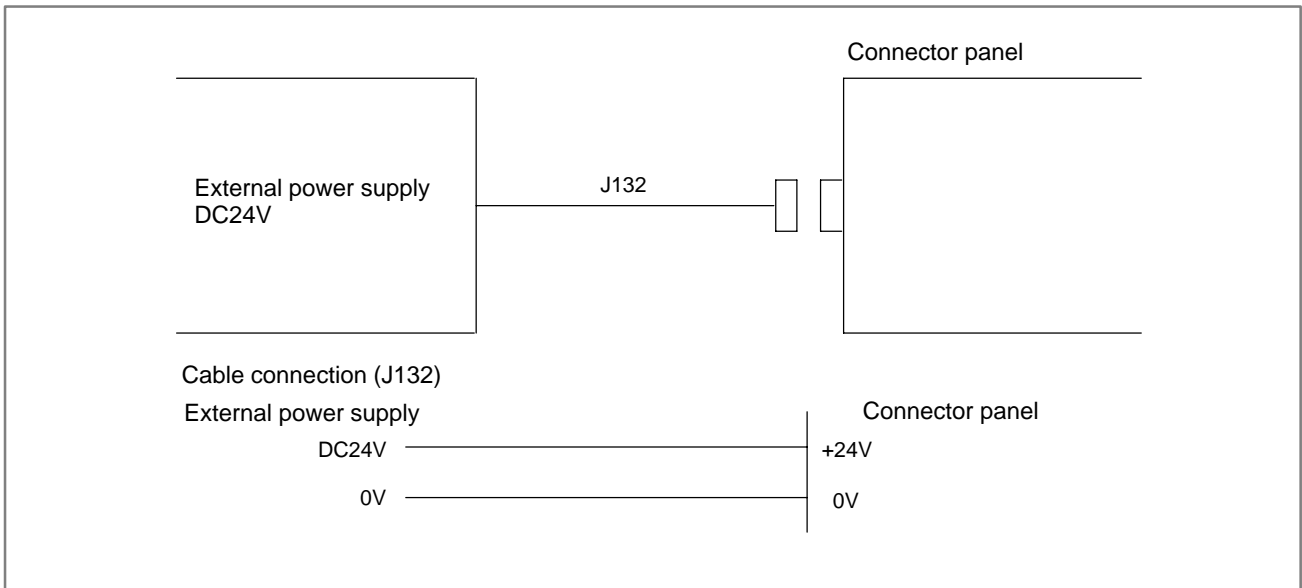 Connector panel
External power supply
DC24V
J132
Cable connection (J132)
External power supply
Connector panel
DC24V
+24V
0V
0V